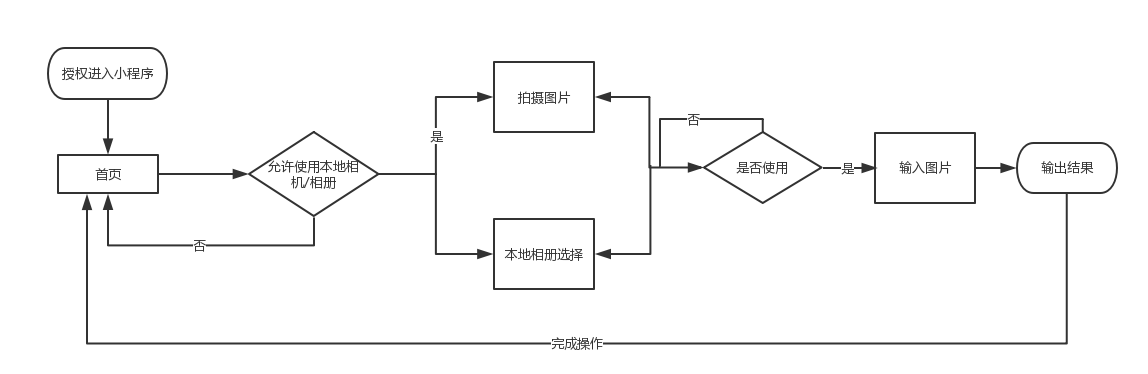 授权进入小程序
首页
允许使用本地相
机/相册
否
是
拍摄图片
本地相册选择
否
是否使用
是
输入图片
输出结果
完成操作